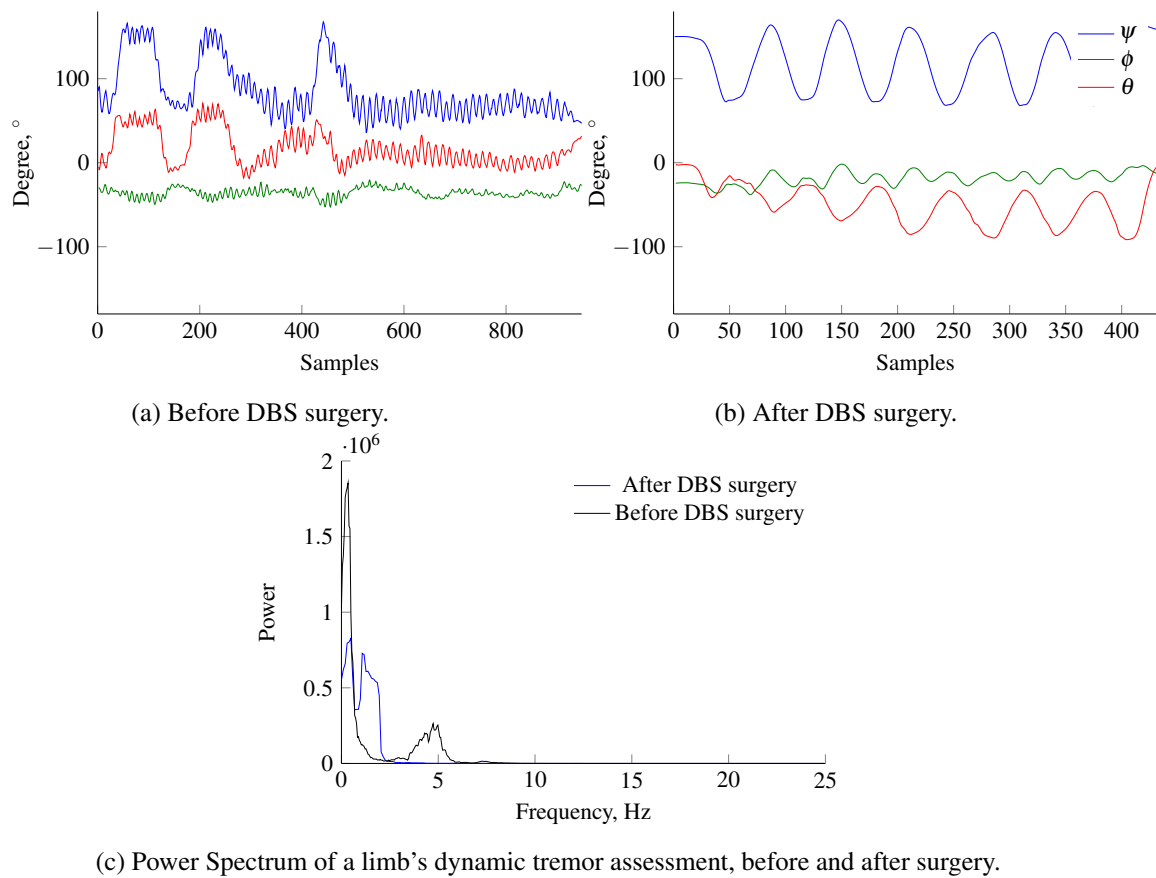 100
0
−100
Degree, °
0 200 400 600 800
Samples
(a) Before DBS surgery.
100
0
−100
Degree, °
0 50 100 150 200 250 300 350 400
Samples
ψ
ϕ
θ
(b) After DBS surgery.
·10⁶
2
1.5
1
0.5
0
Power
0 5 10 15 20 25
Frequency, Hz
After DBS surgery
Before DBS surgery
(c) Power Spectrum of a limb's dynamic tremor assessment, before and after surgery.